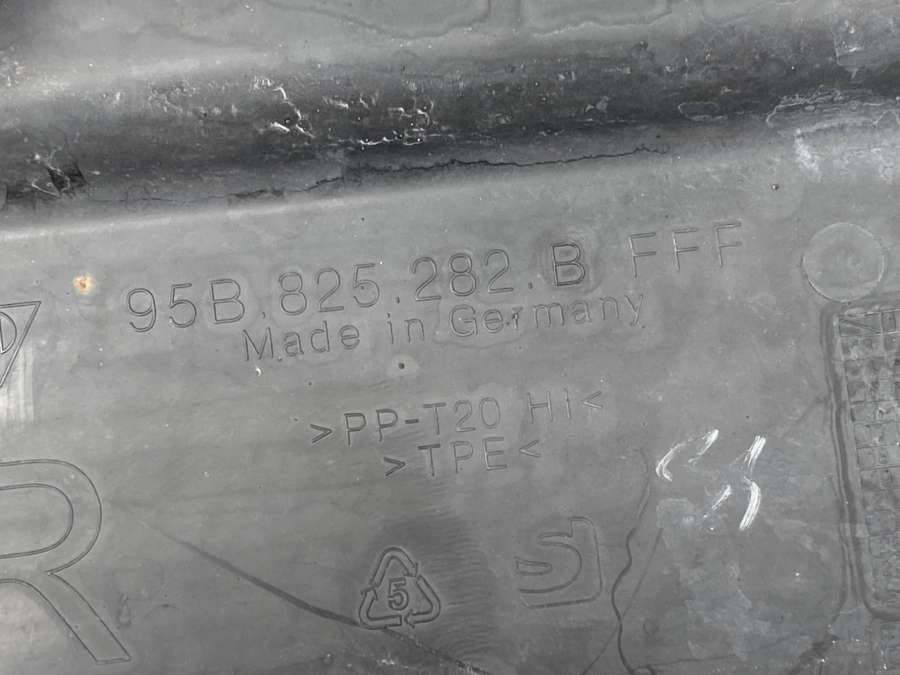 95B.825.282.B FFF
Made in Germany
>PP-T20 HI<
>TPE<
R
5